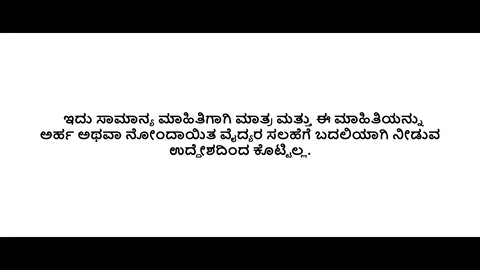 ಇದು ಸಾಮಾನ್ಯ ಮಾಹಿತಿಗಾಗಿ ಮಾತ್ರ ಮತ್ತು ಈ ಮಾಹಿತಿಯನ್ನು
ಅರ್ಹ ಅಥವಾ ನೋಂದಾಯಿತ ವೈದ್ಯರ ಸಲಹೆಗೆ ಬದಲಿಯಾಗಿ ನೀಡುವ
ಉದ್ದೇಶದಿಂದ ಕೊಟ್ಟಿಲ್ಲ.